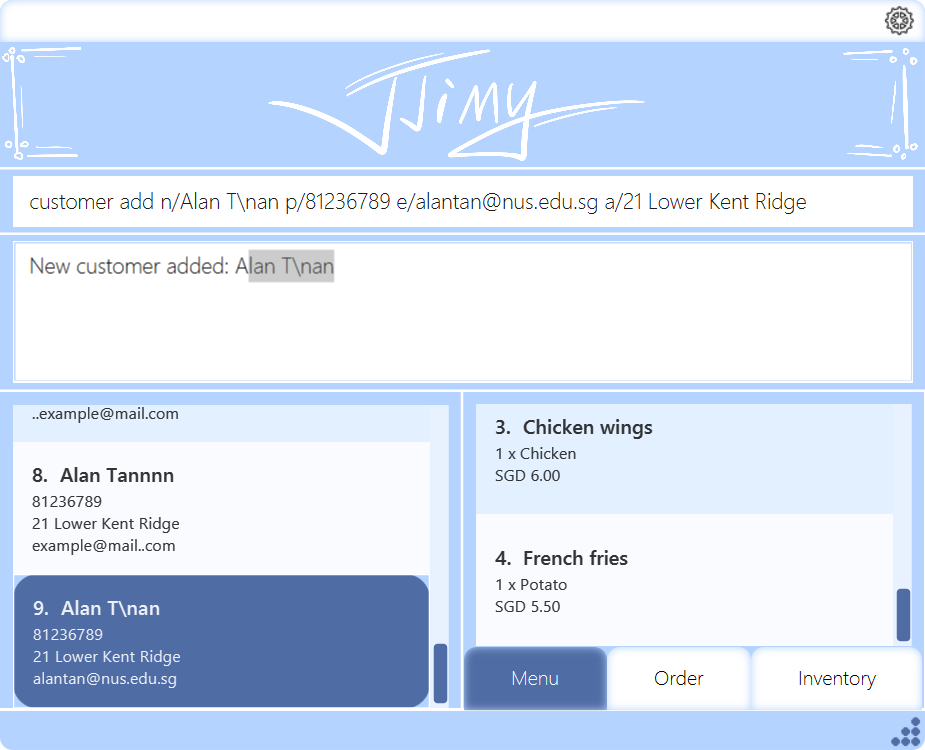 JJimy
customer add n/Alan T\nan p/81236789 e/alantan@nus.edu.sg a/21 Lower Kent Ridge
New customer added: Alan T\nan
..example@mail.com
8. Alan Tannnn
81236789
21 Lower Kent Ridge
example@mail..com
9. Alan T\nan
81236789
21 Lower Kent Ridge
alantan@nus.edu.sg
3. Chicken wings
1 x Chicken
SGD 6.00
4. French fries
1 x Potato
SGD 5.50
Menu Order Inventory